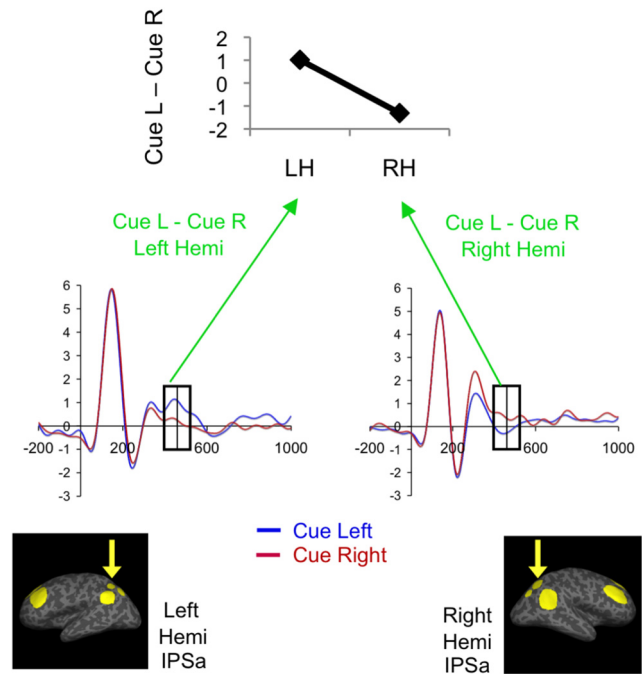 Cue L – Cue R
2
1
0
-1
-2
LH RH
Cue L - Cue R
Left Hemi
Cue L - Cue R
Right Hemi
6
5
4
3
2
1
0
-1
-2
-3
-200 200 600 1000
6
5
4
3
2
1
0
-1
-2
-3
-200 200 600 1000
Cue Left
Cue Right
Left
Hemi
IPSa
Right
Hemi
IPSa